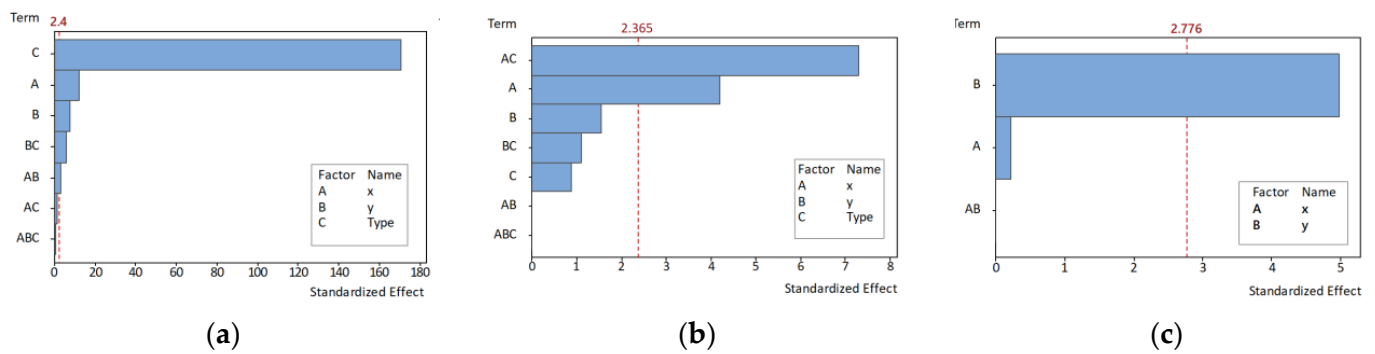 Term
2.4
C
A
B
BC
AB
AC
ABC
Factor Name
A x
B y
C Type
0 20 40 60 80 100 120 140 160 180
Standardized Effect
(a)
Term
2.365
AC
A
B
BC
C
AB
ABC
Factor Name
A x
B y
C Type
0 1 2 3 4 5 6 7 8
Standardized Effect
(b)
Term
2.776
B
A
AB
Factor Name
A x
B y
0 1 2 3 4 5
Standardized Effect
(c)